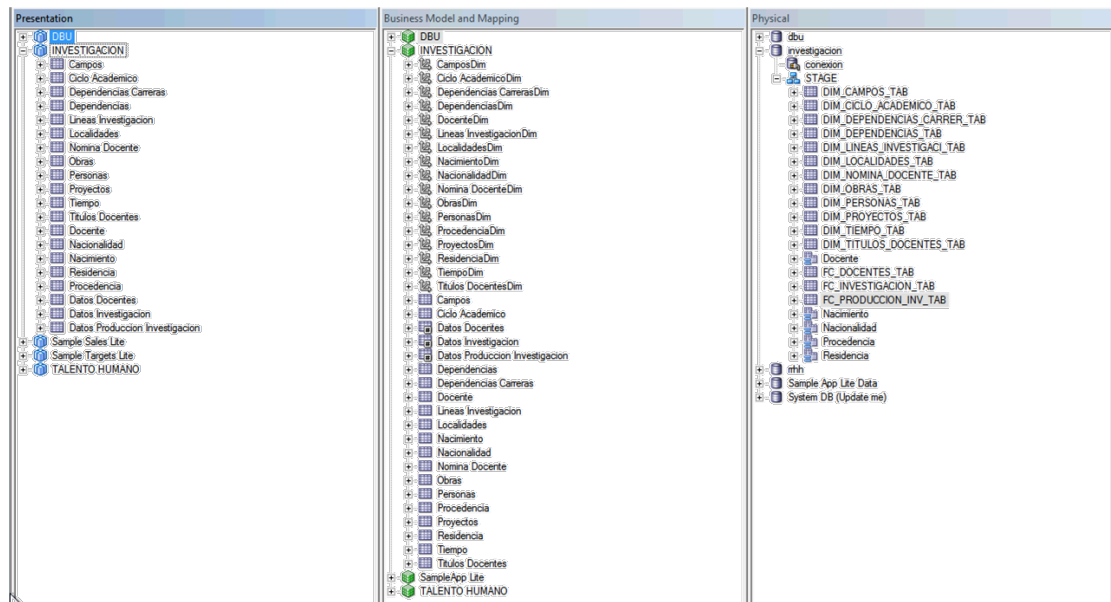 Presentation
DBU
INVESTIGACION
Campos
Ciclo Academico
Dependencias Carreras
Dependencias
Lineas Investigacion
Localidades
Nomina Docente
Obras
Personas
Proyectos
Tiempo
Titulos Docentes
Docente
Nacionalidad
Nacimiento
Residencia
Procedencia
Datos Docentes
Datos Investigacion
Datos Produccion Investigacion
Sample Sales Lite
Sample Targets Lite
TALENTO HUMANO
Business Model and Mapping
DBU
INVESTIGACION
CamposDim
Ciclo AcademicoDim
Dependencias CarrerasDim
DependenciasDim
DocenteDim
Lineas InvestigacionDim
LocalidadesDim
NacimientoDim
NacionalidadDim
Nomina DocenteDim
ObrasDim
PersonasDim
ProcedenciaDim
ProyectosDim
ResidenciaDim
TiempoDim
Titulos DocentesDim
Campos
Ciclo Academico
Datos Docentes
Datos Investigacion
Datos Produccion Investigacion
Dependencias
Dependencias Carreras
Docente
Lineas Investigacion
Localidades
Nacimiento
Nacionalidad
Nomina Docente
Obras
Personas
Procedencia
Proyectos
Residencia
Tiempo
Titulos Docentes
SampleApp Lite
TALENTO HUMANO
Physical
dbu
investigacion
conexion
STAGE
DIM_CAMPOS_TAB
DIM_CICLO_ACADEMICO_TAB
DIM_DEPENDENCIAS_CARRER_TAB
DIM_DEPENDENCIAS_TAB
DIM_LINEAS_INVESTIGACI_TAB
DIM_LOCALIDADES_TAB
DIM_NOMINA_DOCENTE_TAB
DIM_OBRAS_TAB
DIM_PERSONAS_TAB
DIM_PROYECTOS_TAB
DIM_TIEMPO_TAB
DIM_TITULOS_DOCENTES_TAB
Docente
FC_DOCENTES_TAB
FC_INVESTIGACION_TAB
FC_PRODUCCION_INV_TAB
Nacimiento
Nacionalidad
Procedencia
Residencia
rrhh
Sample App Lite Data
System DB (Update me)